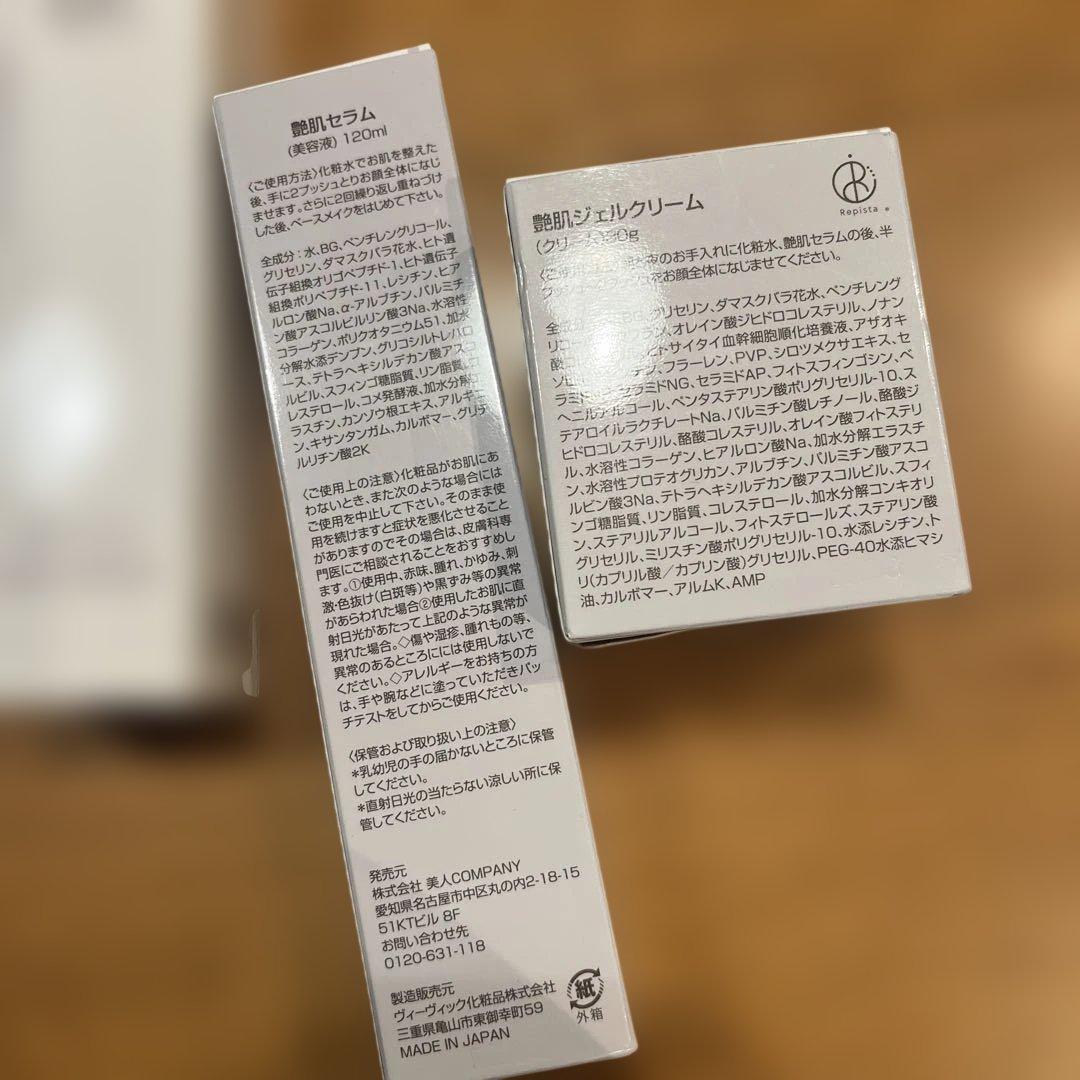 艶肌セラム
(美容液) 120ml
〈ご使用方法〉化粧水でお肌を整えた
後、手に2プッシュとりお顔全体になじ
ませます。さらに2回繰り返し重ねづけ
した後、ベースメイクをはじめて下さい。
全成分：水、BG、ペンチレングリコール、
グリセリン、ダマスクバラ花水、ヒト遺
伝子組換オリゴペプチド-1、ヒト遺伝子
組換ポリペプチド-11、レシチン、ヒア
ルロン酸Na、α-アルブチン、パルミチ
ン酸アスコルビルリン酸3Na、水溶性
コラーゲン、ポリクオタニウム51、加水
分解水添デンプン、グリコシルトレハロ
ース、テトラヘキシルデカン酸アスコ
ルビル、スフィンゴ糖脂質、リン脂質、コ
レステロール、コメ発酵液、加水分解エ
ラスチン、カンゾウ根エキス、アルギニ
ン、キサンタンガム、カルボマー、グリチ
ルリチン酸2K
〈ご使用上の注意〉化粧品がお肌にあ
わないとき、また次のような場合には
ご使用を中止して下さい。そのまま使
用を続けますと症状を悪化させること
がありますのでその場合は、皮膚科専
門医にご相談されることをおすすめし
ます。①使用中、赤味、腫れ、かゆみ、刺
激・色抜け(白斑等)や黒ずみ等の異常
があらわれた場合②使用したお肌に直
射日光があたって上記のような異常が
現れた場合。◇傷や湿疹、腫れもの等、
異常のあるところにには使用しないで
ください。◇アレルギーをお持ちの方
は、手や腕などに塗っていただきパッ
チテストをしてからご使用ください。
〈保管および取り扱い上の注意〉
*乳幼児の手の届かないところに保管
してください。
*直射日光の当たらない涼しい所に保
管してください。
発売元
株式会社 美人COMPANY
愛知県名古屋市中区丸の内2-18-15
51KTビル 8F
お問い合わせ先
0120-631-118
製造販売元
ヴィーヴィック化粧品株式会社
三重県亀山市東御幸町59
MADE IN JAPAN
紙
外箱
Repista
艶肌ジェルクリーム
(クリーム)30g
液のお手入れに化粧水、艶肌セラムの後、半
をお顔全体になじませてください。
グリセリン、ダマスクバラ花水、ペンチレング
オレイン酸ジヒドロコレステリル、ノナン
ヒトサイタイ血幹細胞順化培養液、アザオキ
フラーレン、PVP、シロツメクサエキス、セ
ラミドNG、セラミドAP、フィトスフィンゴシン、ベ
ヘニルアルコール、ペンタステアリン酸ポリグリセリル-10、ス
テアロイルラクチレートNa、パルミチン酸レチノール、酪酸ジ
ヒドロコレステリル、酪酸コレステリル、オレイン酸フィトステリ
ル、水溶性コラーゲン、ヒアルロン酸Na、加水分解エラスチ
ン、水溶性プロテオグリカン、アルブチン、パルミチン酸アスコ
ルビルリン酸3Na、テトラヘキシルデカン酸アスコルビル、スフィ
ンゴ糖脂質、リン脂質、コレステロール、加水分解コンキオリ
ン、ステアリルアルコール、フィトステロールズ、ステアリン酸
グリセリル、ミリスチン酸ポリグリセリル-10、水添レシチン、ト
リ(カプリル酸／カプリン酸)グリセリル、PEG-40水添ヒマシ
油、カルボマー、アルムK、AMP